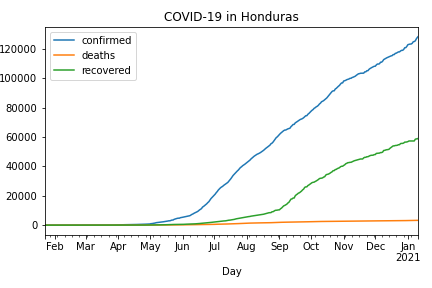 COVID-19 in Honduras
confirmed
deaths
recovered
120000
100000
80000
60000
40000
20000
0
Feb Mar Apr May Jun Jul Aug Sep Oct Nov Dec Jan
2021
Day